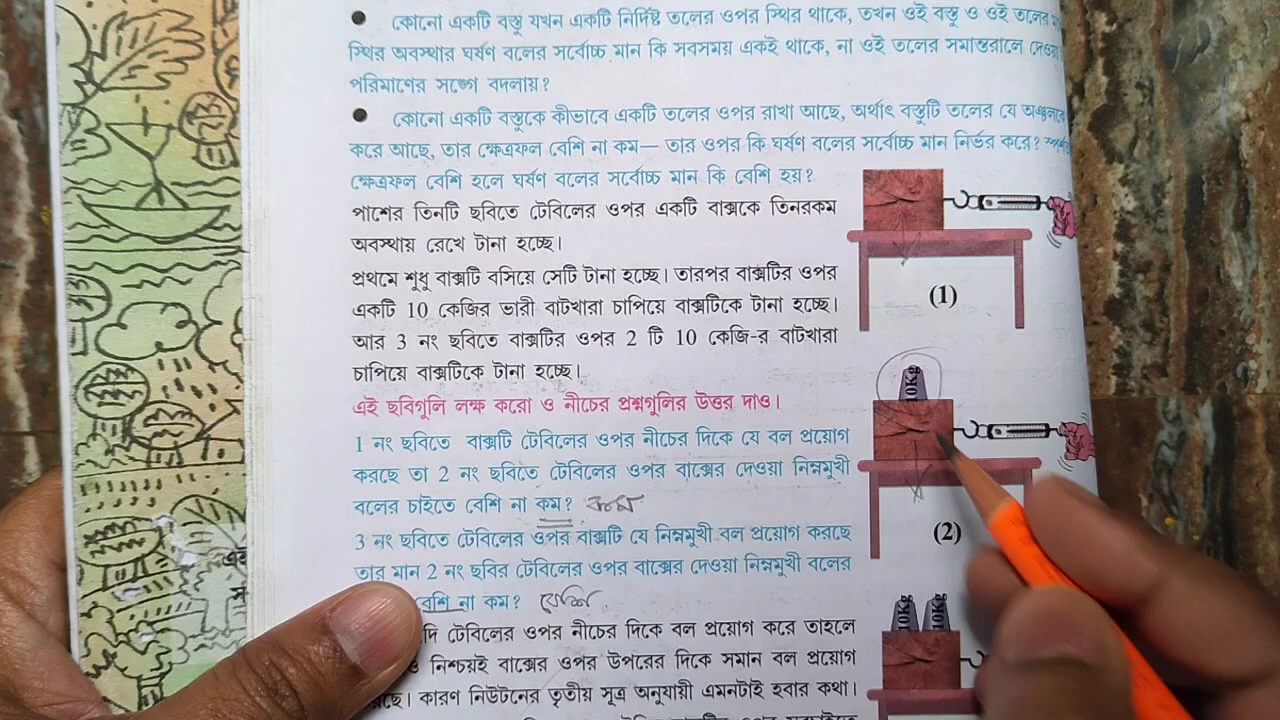 ● কোনো একটি বস্তু যখন একটি নির্দিষ্ট তলের ওপর স্থির থাকে, তখন ওই বস্তু ও ওই তলের
স্থির অবস্থার ঘর্ষণ বলের সর্বোচ্চ মান কি সবসময় একই থাকে, না ওই তলের সমান্তরালে দেওয়া
পরিমাণের সঙ্গে বদলায়?
● কোনো একটি বস্তুকে কীভাবে একটি তলের ওপর রাখা আছে, অর্থাৎ বস্তুটি তলের যে
করে আছে, তার ক্ষেত্রফল বেশি না কম— তার ওপর কি ঘর্ষণ বলের সর্বোচ্চ মান নির্ভর করে?
ক্ষেত্রফল বেশি হলে ঘর্ষণ বলের সর্বোচ্চ মান কি বেশি হয়?
পাশের তিনটি ছবিতে টেবিলের ওপর একটি বাক্সকে তিনরকম
অবস্থায় রেখে টানা হচ্ছে।
প্রথমে শুধু বাক্সটি বসিয়ে সেটি টানা হচ্ছে। তারপর বাক্সটির ওপর
একটি 10 কেজির ভারী বাটখারা চাপিয়ে বাক্সটিকে টানা হচ্ছে।
আর 3 নং ছবিতে বাক্সটির ওপর 2 টি 10 কেজি-র বাটখারা
চাপিয়ে বাক্সটিকে টানা হচ্ছে।
এই ছবিগুলি লক্ষ করো ও নীচের প্রশ্নগুলির উত্তর দাও।
1 নং ছবিতে বাক্সটি টেবিলের ওপর নীচের দিকে যে বল প্রয়োগ
করছে তা 2 নং ছবিতে টেবিলের ওপর বাক্সের দেওয়া নিম্নমুখী
বলের চাইতে বেশি না কম? কম
3 নং ছবিতে টেবিলের ওপর বাক্সটি যে নিম্নমুখী বল প্রয়োগ করছে
তার মান 2 নং ছবির টেবিলের ওপর বাক্সের দেওয়া নিম্নমুখী বলের
বেশি না কম? বেশি
টেবিলের ওপর নীচের দিকে বল প্রয়োগ করে তাহলে
নিশ্চয়ই বাক্সের ওপর উপরের দিকে সমান বল প্রয়োগ
কারণ নিউটনের তৃতীয় সূত্র অনুযায়ী এমনটাই হবার কথা।
(1)
10Kg
(2)
10Kg 10Kg